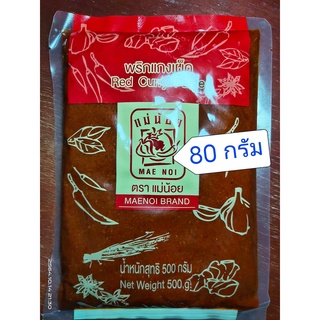 พริกแกงเผ็ด
Red Curry
แม่น้อย
MAE NOI
80 กรัม
ตรา แม่น้อย
MAENOI BRAND
น้ำหนักสุทธิ 500 กรัม
Net Weight 500 g.